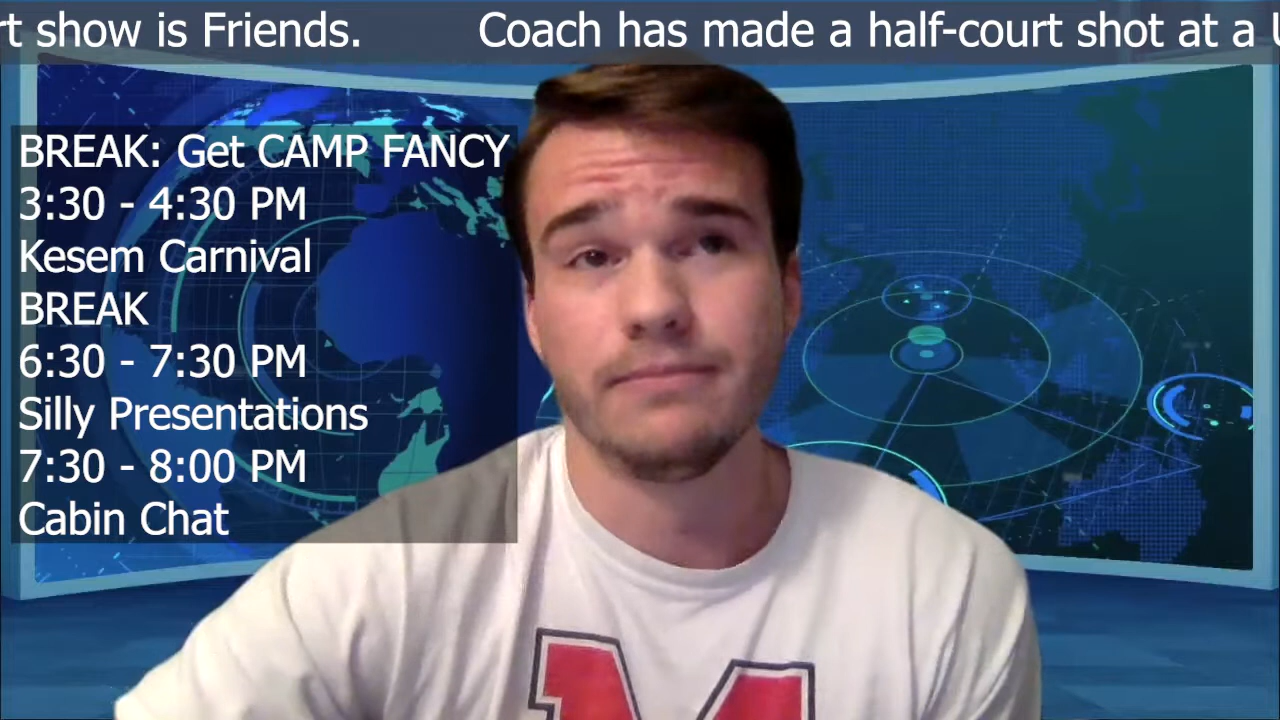 rt show is Friends. Coach has made a half-court shot at a
BREAK: Get CAMP FANCY
3:30 - 4:30 PM
Kesem Carnival
BREAK
6:30 - 7:30 PM
Silly Presentations
7:30 - 8:00 PM
Cabin Chat
M